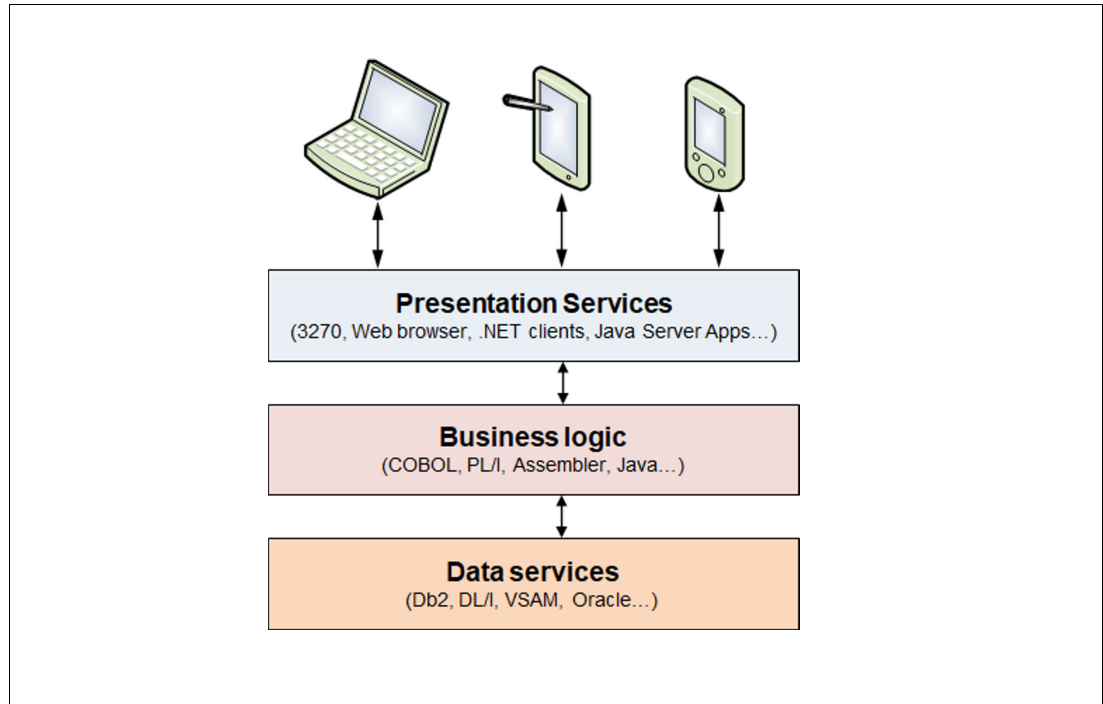 Presentation Services
(3270, Web browser, .NET clients, Java Server Apps…)
Business logic
(COBOL, PL/I, Assembler, Java…)
Data services
(Db2, DL/I, VSAM, Oracle…)